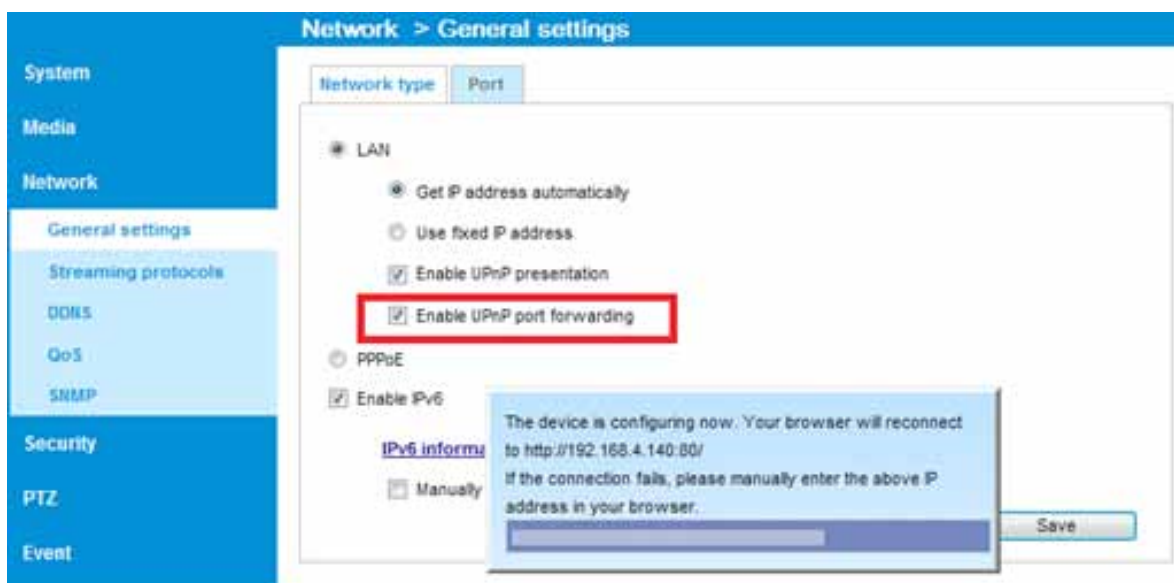 Network > General settings
System
Media
Network
General settings
Streaming protocols
DDNS
QoS
SNMP
Security
PTZ
Event
Network type
Port
LAN
Get IP address automatically
Use fixed IP address
Enable UPnP presentation
Enable UPnP port forwarding
PPPoE
Enable IPv6
IPv6 informa
Manually
The device is configuring now. Your browser will reconnect
to http://192.168.4.140:80/
If the connection fails, please manually enter the above IP
address in your browser.
Save